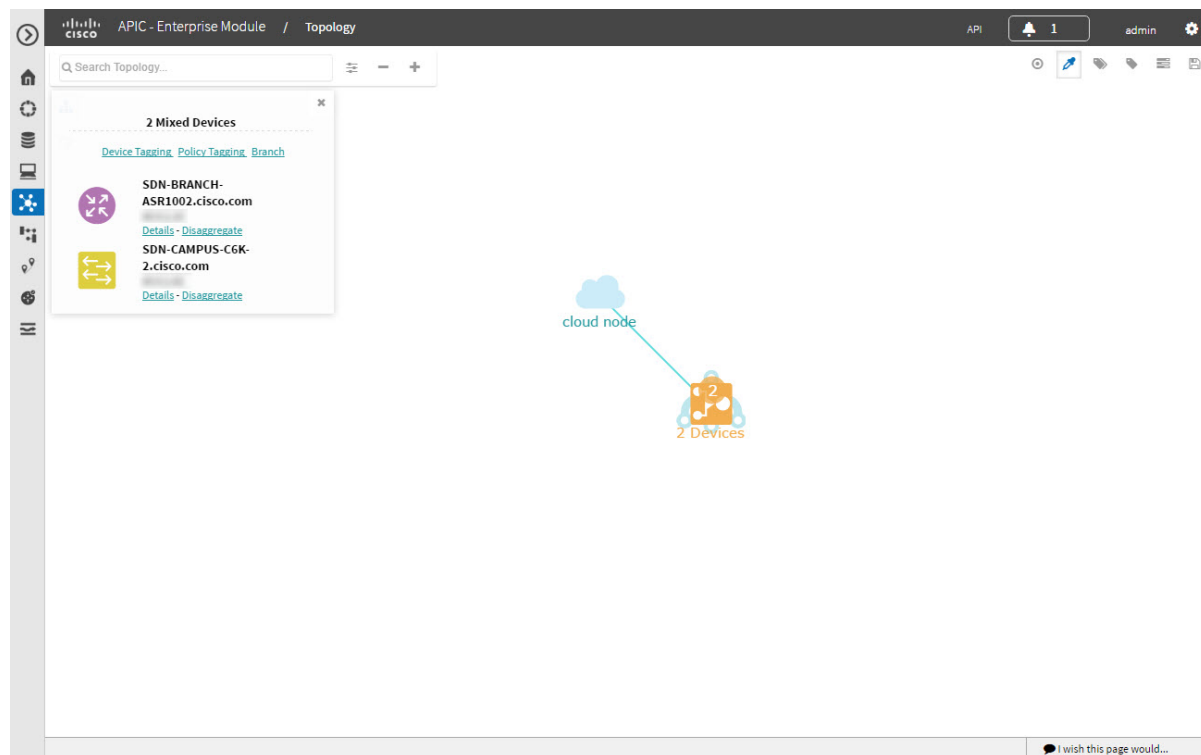 CISCO APIC - Enterprise Module / Topology API 1 admin
Search Topology...
2 Mixed Devices
Device Tagging Policy Tagging Branch
SDN-BRANCH-
ASR1002.cisco.com
Details - Disaggregate
SDN-CAMPUS-C6K-
2.cisco.com
Details - Disaggregate
cloud node
2
2 Devices
I wish this page would...